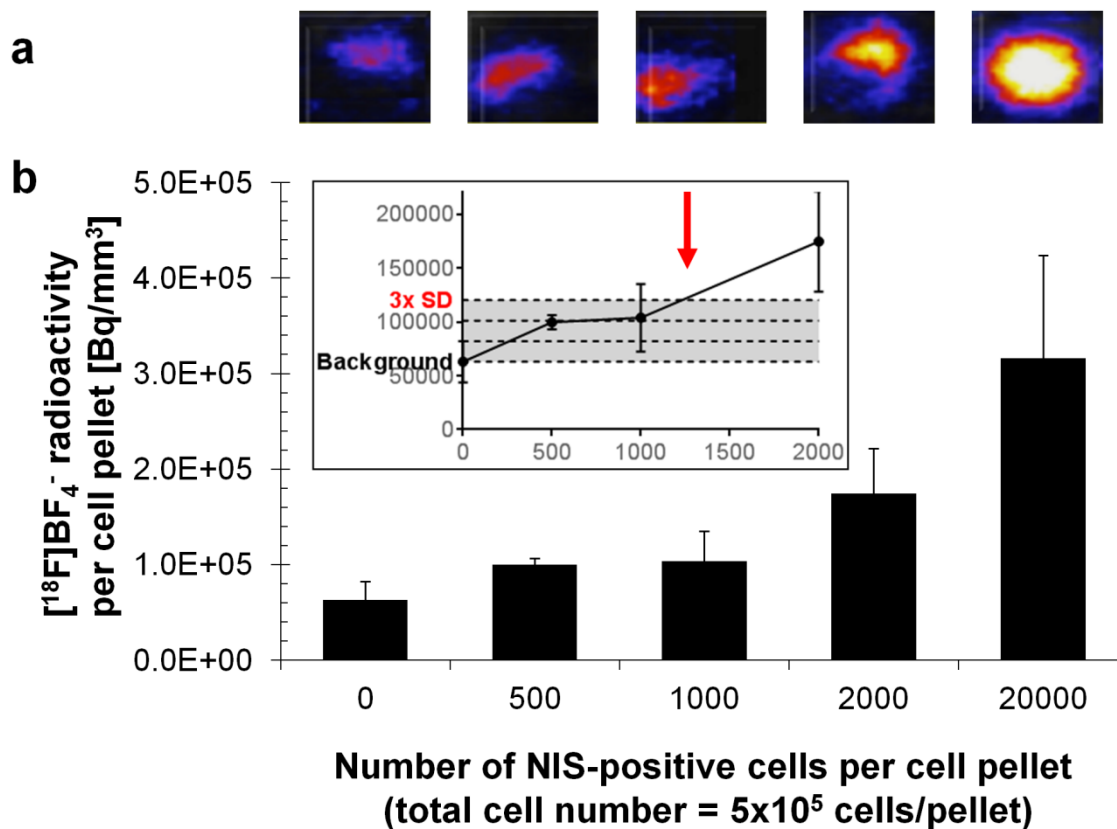 a
b
[¹⁸F]BF₄⁻ radioactivity
per cell pellet [Bq/mm³]
5.0E+05
4.0E+05
3.0E+05
2.0E+05
1.0E+05
0.0E+00
200000
150000
3x SD
100000
Background
50000
0
0 500 1000 1500 2000
0 500 1000 2000 20000
Number of NIS-positive cells per cell pellet
(total cell number = 5x10⁵ cells/pellet)